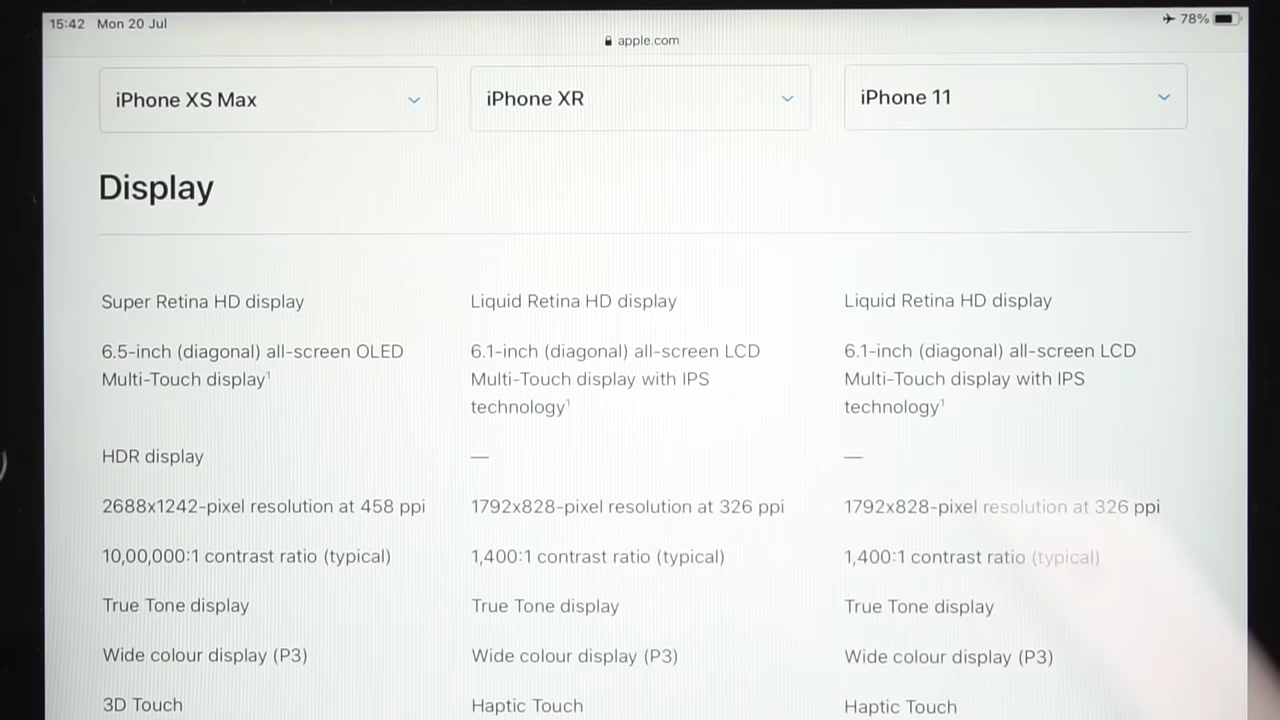 15:42 Mon 20 Jul
78%
apple.com
iPhone XS Max
iPhone XR
iPhone 11
Display
Super Retina HD display
Liquid Retina HD display
Liquid Retina HD display
6.5-inch (diagonal) all-screen OLED
Multi-Touch display¹
6.1-inch (diagonal) all-screen LCD
Multi-Touch display with IPS
technology¹
6.1-inch (diagonal) all-screen LCD
Multi-Touch display with IPS
technology¹
HDR display
—
—
2688x1242-pixel resolution at 458 ppi
1792x828-pixel resolution at 326 ppi
1792x828-pixel resolution at 326 ppi
10,00,000:1 contrast ratio (typical)
1,400:1 contrast ratio (typical)
1,400:1 contrast ratio (typical)
True Tone display
True Tone display
True Tone display
Wide colour display (P3)
Wide colour display (P3)
Wide colour display (P3)
3D Touch
Haptic Touch
Haptic Touch